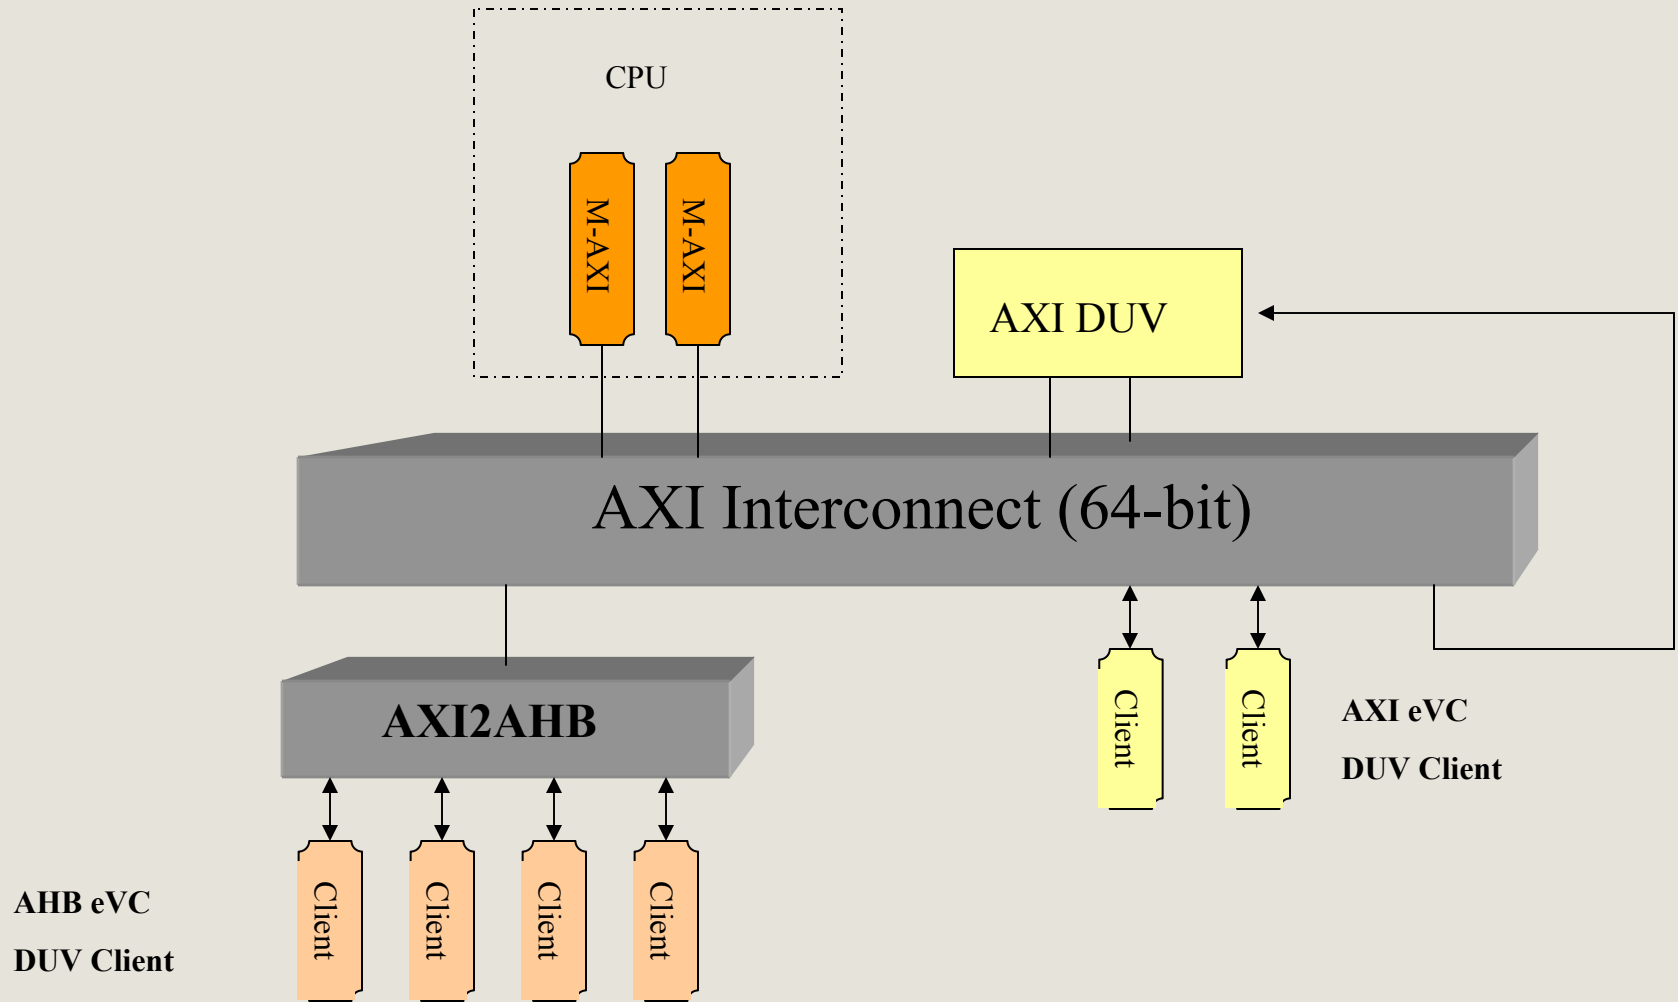 CPU
M-AXI
M-AXI
AXI DUV
AXI Interconnect (64-bit)
AXI2AHB
Client
Client
AXI eVC
DUV Client
Client
Client
Client
Client
AHB eVC
DUV Client